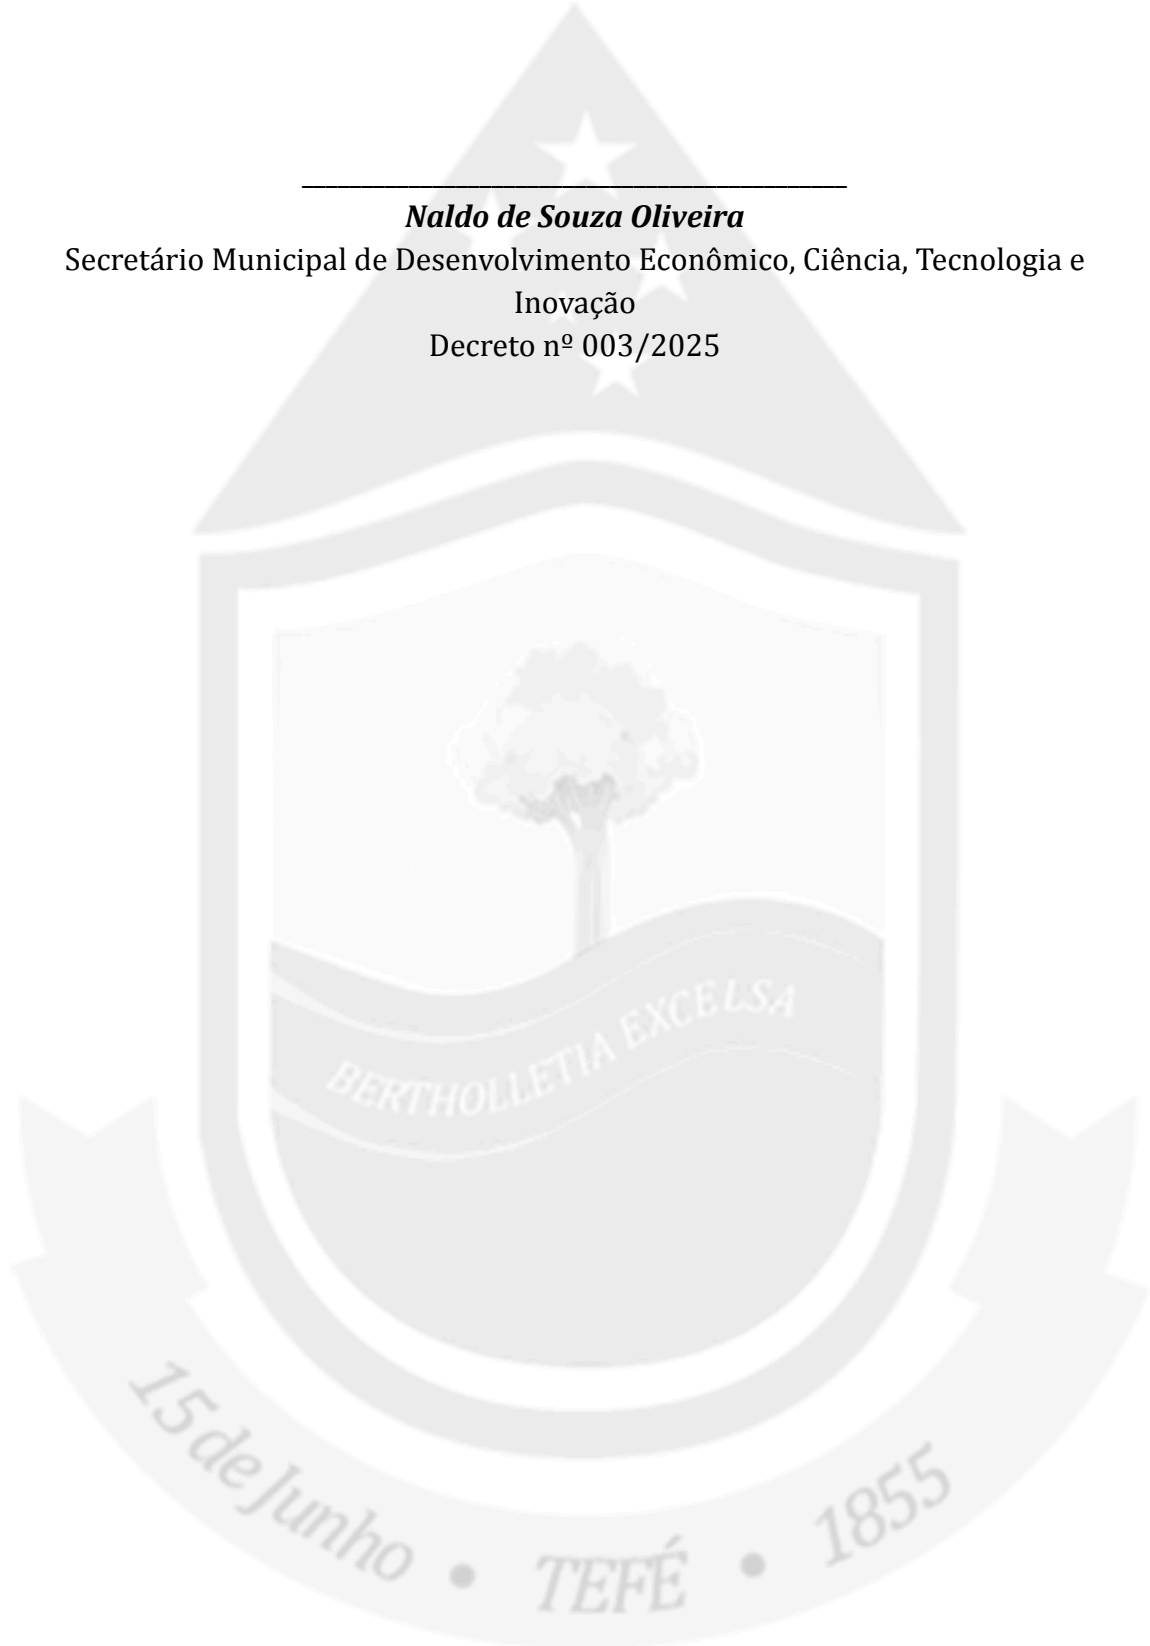 Naldo de Souza Oliveira
Secretário Municipal de Desenvolvimento Econômico, Ciência, Tecnologia e
Inovação
Decreto nº 003/2025
BERTHOLLETIA EXCELSA
15 de Junho • TEFÉ • 1855